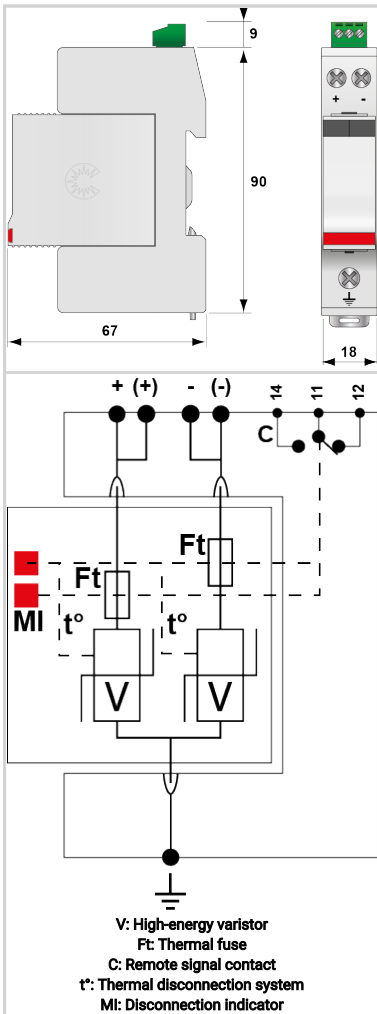 9
90
67
+ -
18
+ (+) - (-) 14 11 12
C
Ft
Ft
MI
t° t°
V V
V: High-energy varistor
Ft: Thermal fuse
C: Remote signal contact
t°: Thermal disconnection system
MI: Disconnection indicator